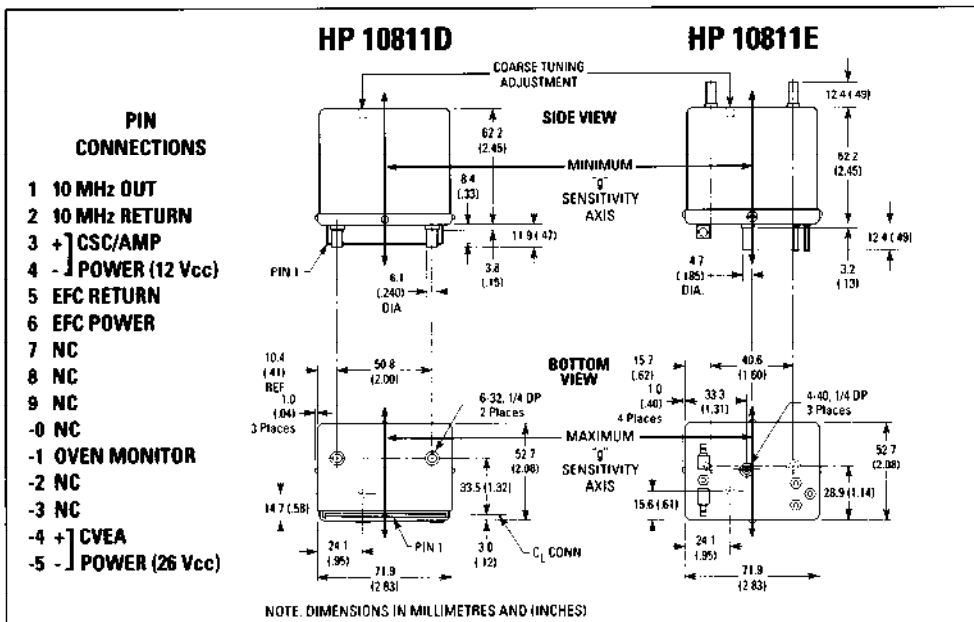 HP 10811D
HP 10811E
PIN
CONNECTIONS
1 10 MHz OUT
2 10 MHz RETURN
3 + CSC/AMP
4 - POWER (12 Vcc)
5 EFC RETURN
6 EFC POWER
7 NC
8 NC
9 NC
-0 NC
-1 OVEN MONITOR
-2 NC
-3 NC
-4 + CVEA
-5 - POWER (26 Vcc)
COARSE TUNING
ADJUSTMENT
SIDE VIEW
62.2
(2.45)
8.4
(.33)
MINIMUM
"g"
SENSITIVITY
AXIS
11.9 (.47)
PIN 1
6.1
(.240)
DIA
3.8
(.15)
12.4 (.49)
62.2
(2.45)
12.4 (.49)
4.7
(.185)
DIA.
3.2
(.13)
10.4
(.41)
REF
1.0
(.04)
3 Places
50.8
(2.00)
BOTTOM
VIEW
6-32, 1/4 DP
2 Places
MAXIMUM
"g"
SENSITIVITY
AXIS
52.7
(2.08)
33.5 (1.32)
14.7 (.58)
PIN 1
24.1
(.95)
3.0
(.12)
CL CONN
71.9
(2.83)
15.7
(.62)
1.0
(.40)
4 Places
40.6
(1.60)
33.3
(1.31)
4-40, 1/4 DP
3 Places
52.7
(2.08)
28.9 (1.14)
15.6 (.61)
24.1
(.95)
71.9
(2.83)
NOTE. DIMENSIONS IN MILLIMETRES AND (INCHES)